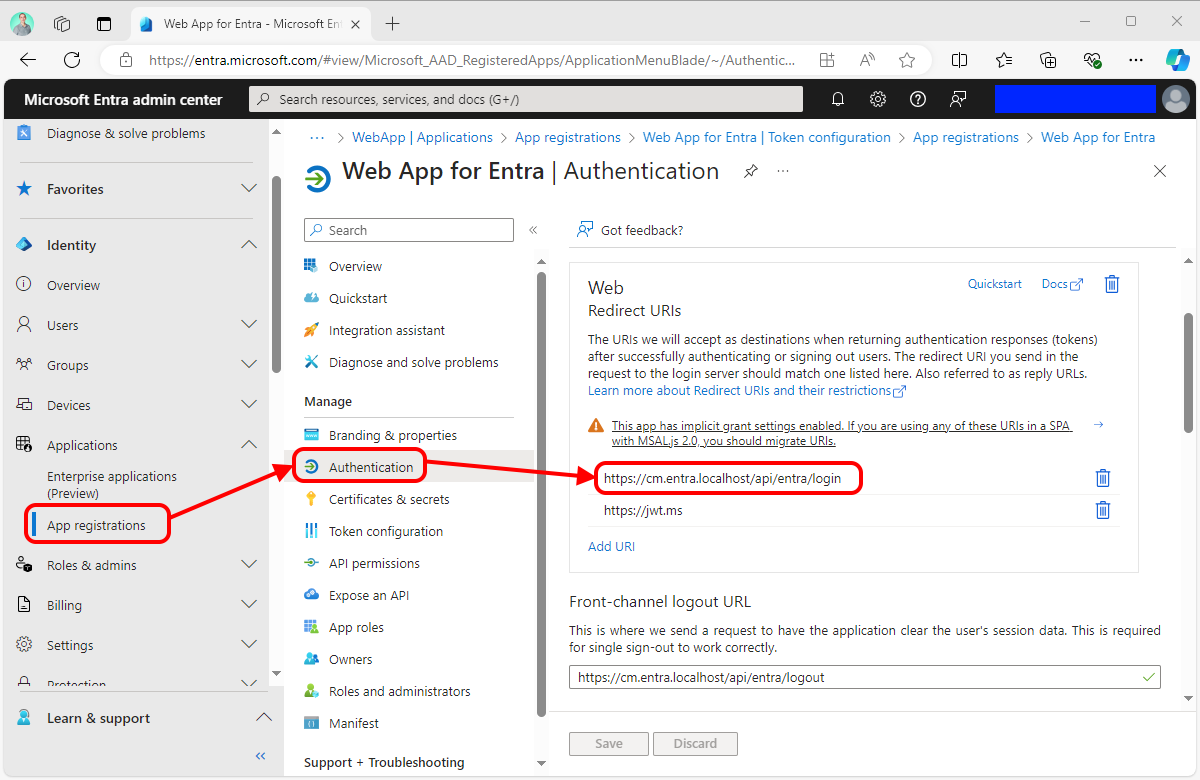 Web App for Entra - Microsoft Ent
https://entra.microsoft.com/#view/Microsoft_AAD_RegisteredApps/ApplicationMenuBlade/~/Authentic...
Microsoft Entra admin center
Search resources, services, and docs (G+/)
Diagnose & solve problems
Favorites
Identity
Overview
Users
Groups
Devices
Applications
Enterprise applications
(Preview)
App registrations
Roles & admins
Billing
Settings
Protection
Learn & support
«
... > WebApp | Applications > App registrations > Web App for Entra | Token configuration > App registrations > Web App for Entra
Web App for Entra | Authentication
...
Search
«
Overview
Quickstart
Integration assistant
Diagnose and solve problems
Manage
Branding & properties
Authentication
Certificates & secrets
Token configuration
API permissions
Expose an API
App roles
Owners
Roles and administrators
Manifest
Support + Troubleshooting
Got feedback?
Web
Quickstart
Docs
Redirect URIs
The URIs we will accept as destinations when returning authentication responses (tokens)
after successfully authenticating or signing out users. The redirect URI you send in the
request to the login server should match one listed here. Also referred to as reply URLs.
Learn more about Redirect URIs and their restrictions
This app has implicit grant settings enabled. If you are using any of these URIs in a SPA
with MSAL.js 2.0, you should migrate URIs.
https://cm.entra.localhost/api/entra/login
https://jwt.ms
Add URI
Front-channel logout URL
This is where we send a request to have the application clear the user's session data. This is required
for single sign-out to work correctly.
https://cm.entra.localhost/api/entra/logout
Save
Discard